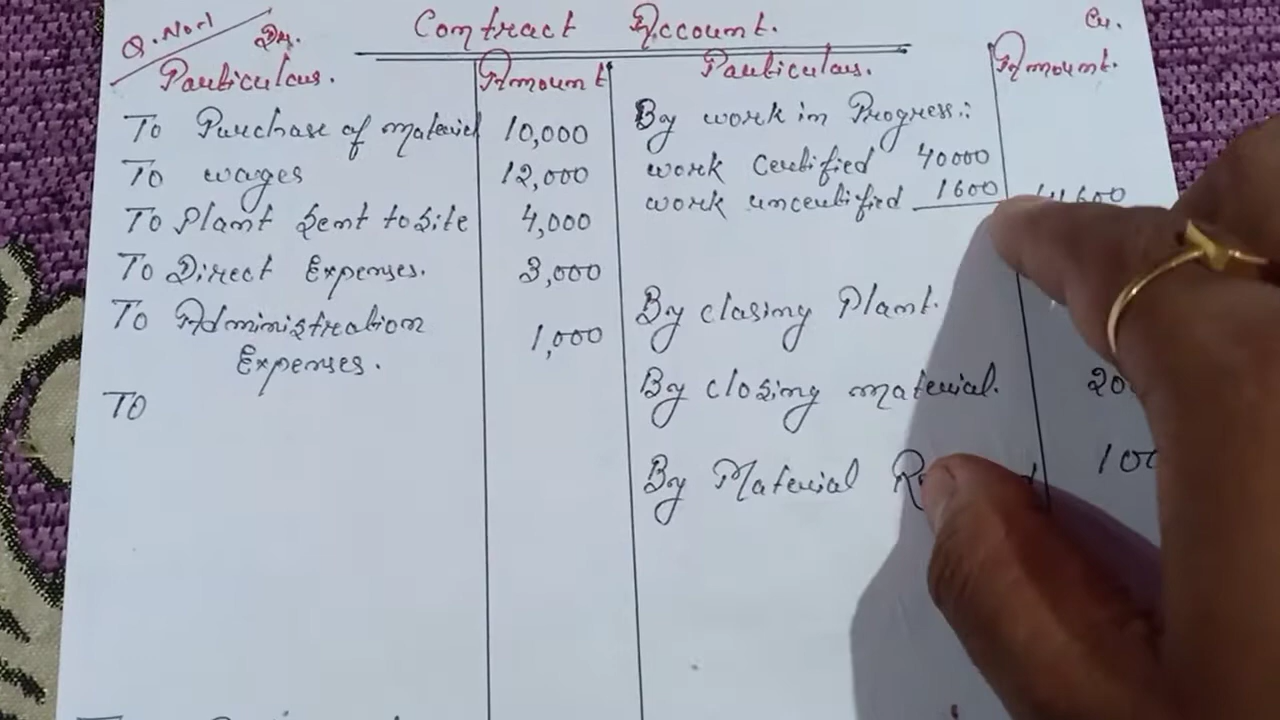 Q.No-1
Dr. Contract Account. Cr.
Particulars. Amount Particulars. Amount.
To Purchase of material 10,000 By work in Progress:
To wages 12,000 work Certified 40000
To Plant Sent to Site 4,000 work uncertified 1600 41600
To Direct Expenses. 3,000
To Administration Expenses. 1,000 By closing Plant.
By closing material.
To
By Material